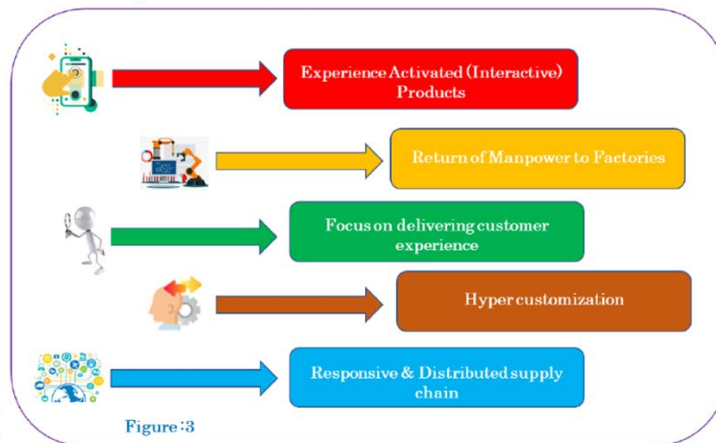 Experience Activated (Interactive)
Products
Return of Manpower to Factories
Focus on delivering customer
experience
Hyper customization
Responsive & Distributed supply
chain
Figure :3